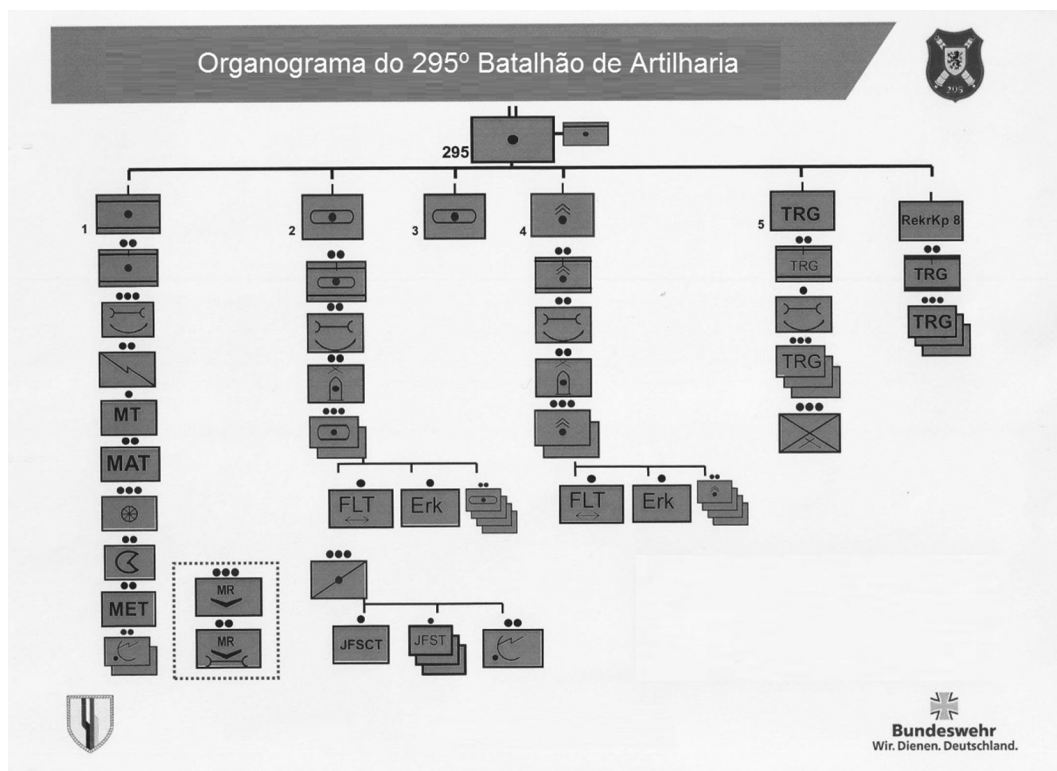 Organograma do 295º Batalhão de Artilharia
295
295
1
2
3
4
5
TRG
RekrKp 8
TRG
TRG
MT
TRG
TRG
MAT
FLT
Erk
FLT
Erk
MET
MR
MR
JFSCT
JFST
Bundeswehr
Wir. Dienen. Deutschland.